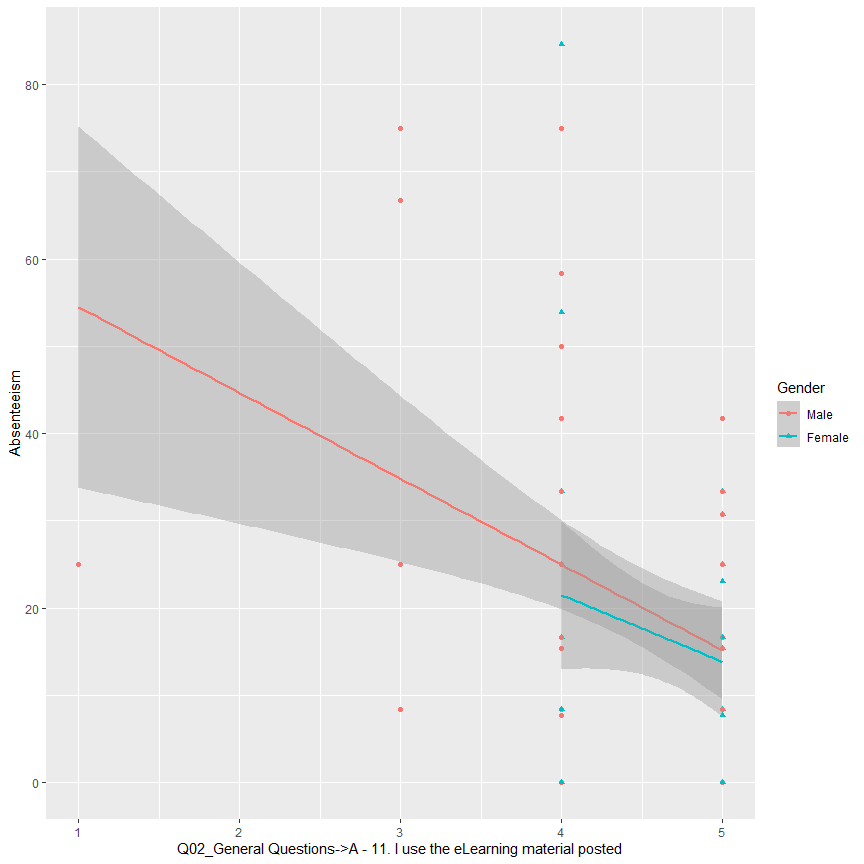 80
60
40
20
0
Absenteeism
1 2 3 4 5
Q02_General Questions->A - 11. I use the eLearning material posted
Gender
Male
Female